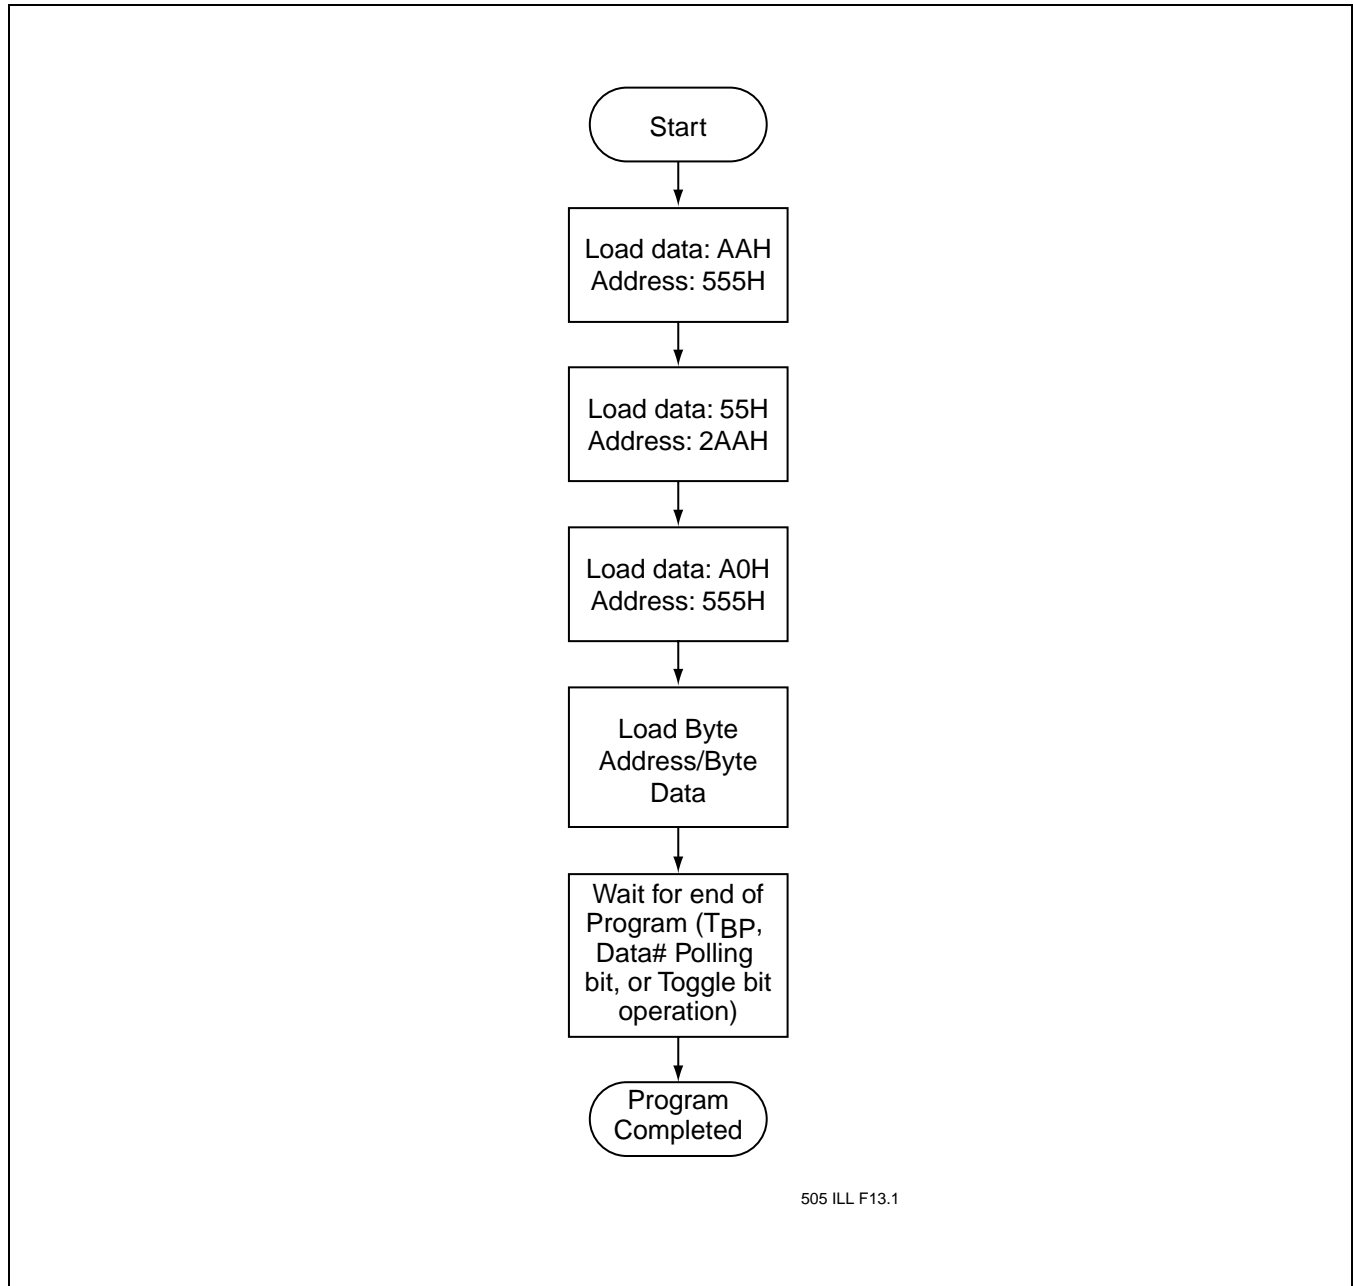 Start
Load data: AAH
Address: 555H
Load data: 55H
Address: 2AAH
Load data: A0H
Address: 555H
Load Byte
Address/Byte
Data
Wait for end of
Program (TBP,
Data# Polling
bit, or Toggle bit
operation)
Program
Completed
505 ILL F13.1